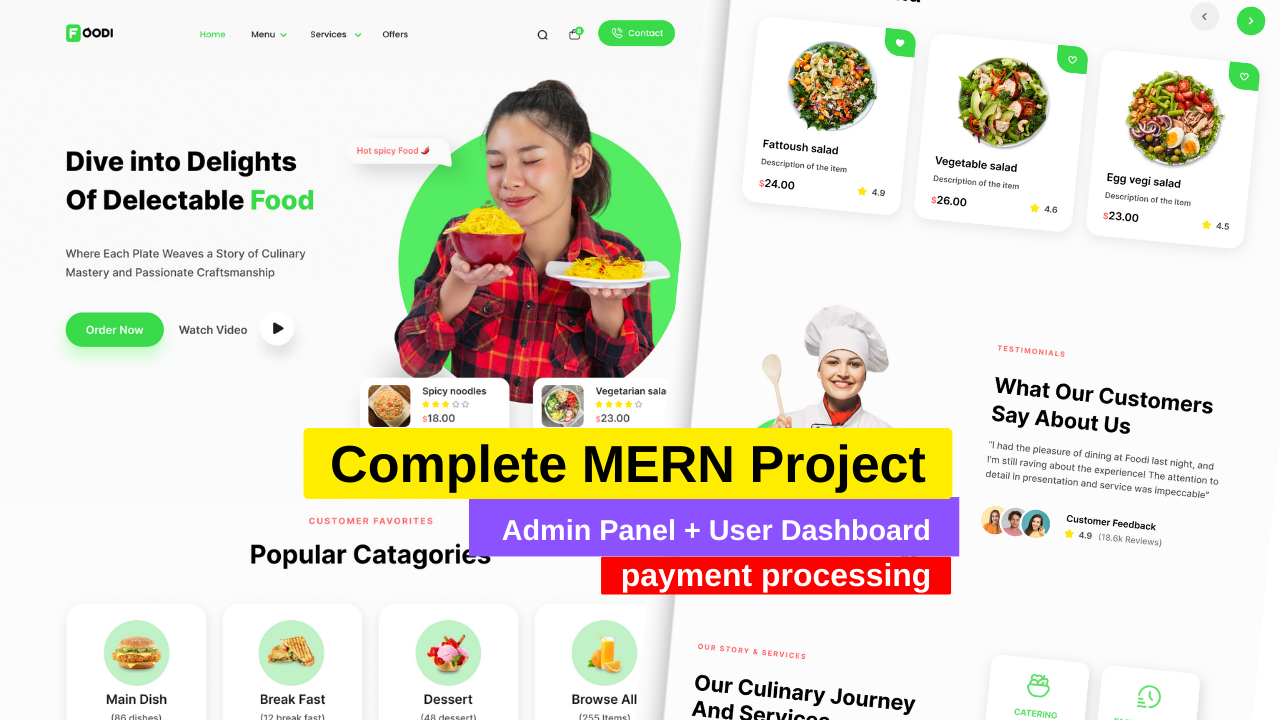 FOODI
Home
Menu
Services
Offers
0
Contact
Dive into Delights
Of Delectable Food
Hot spicy Food
Where Each Plate Weaves a Story of Culinary
Mastery and Passionate Craftsmanship
Order Now
Watch Video
Spicy noodles
$18.00
Vegetarian sala
$23.00
Fattoush salad
Description of the item
$24.00
4.9
Vegetable salad
Description of the item
$26.00
4.6
Egg vegi salad
Description of the item
$23.00
4.5
TESTIMONIALS
What Our Customers
Say About Us
“I had the pleasure of dining at Foodi last night, and
I'm still raving about the experience! The attention to
detail in presentation and service was impeccable”
Customer Feedback
4.9 (18.6k Reviews)
Complete MERN Project
Admin Panel + User Dashboard
payment processing
CUSTOMER FAVORITES
Popular Catagories
Main Dish
(86 dishes)
Break Fast
(12 break fast)
Dessert
(48 dessert)
Browse All
(255 Items)
OUR STORY & SERVICES
Our Culinary Journey
And Services
CATERING